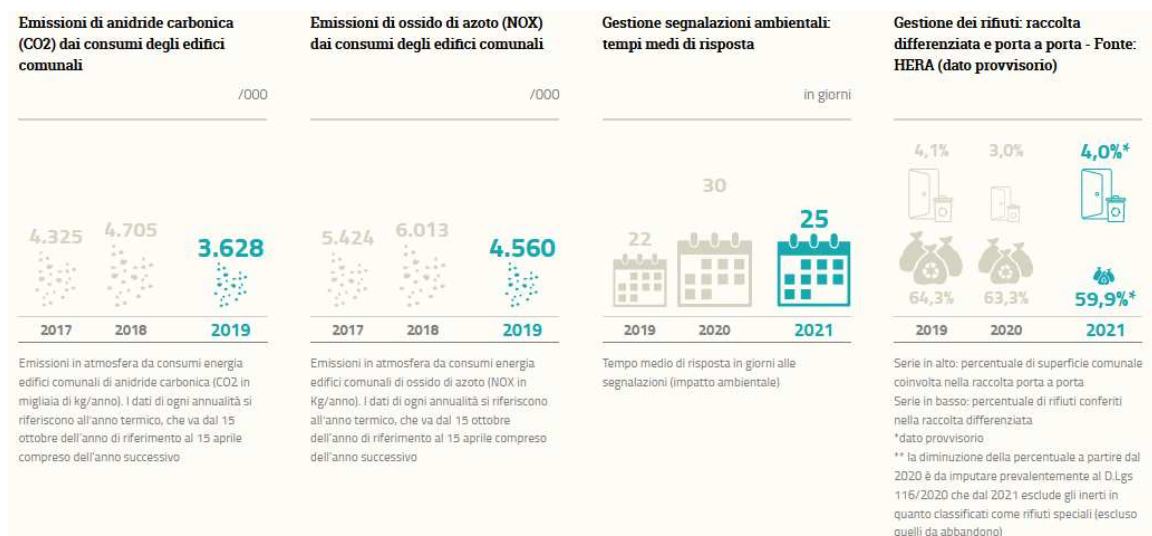 Emissioni di anidride carbonica
(CO2) dai consumi degli edifici
comunali
/000
4.325
4.705
3.628
2017
2018
2019
Emissioni in atmosfera da consumi energia
edifici comunali di anidride carbonica (CO2 in
migliaia di kg/anno). I dati di ogni annualità si
riferiscono all'anno termico, che va dal 15
ottobre dell'anno di riferimento al 15 aprile
compreso dell'anno successivo
Emissioni di ossido di azoto (NOX)
dai consumi degli edifici comunali
/000
5.424
6.013
4.560
2017
2018
2019
Emissioni in atmosfera da consumi energia
edifici comunali di ossido di azoto (NOX in
Kg/anno). I dati di ogni annualità si riferiscono
all'anno termico, che va dal 15 ottobre
dell'anno di riferimento al 15 aprile compreso
dell'anno successivo
Gestione segnalazioni ambientali:
tempi medi di risposta
in giorni
22
30
25
2019
2020
2021
Tempo medio di risposta in giorni alle
segnalazioni (impatto ambientale)
Gestione dei rifiuti: raccolta
differenziata e porta a porta - Fonte:
HERA (dato provvisorio)
4,1%
3,0%
4,0%*
64,3%
63,3%
59,9%*
2019
2020
2021
Serie in alto: percentuale di superficie comunale
coinvolta nella raccolta porta a porta
Serie in basso: percentuale di rifiuti conferiti
nella raccolta differenziata
*dato provvisorio
** la diminuzione della percentuale a partire dal
2020 è da imputare prevalentemente al D.Lgs
116/2020 che dal 2021 esclude gli inerti in
quanto classificati come rifiuti speciali (escluso
quelli da abbandono)